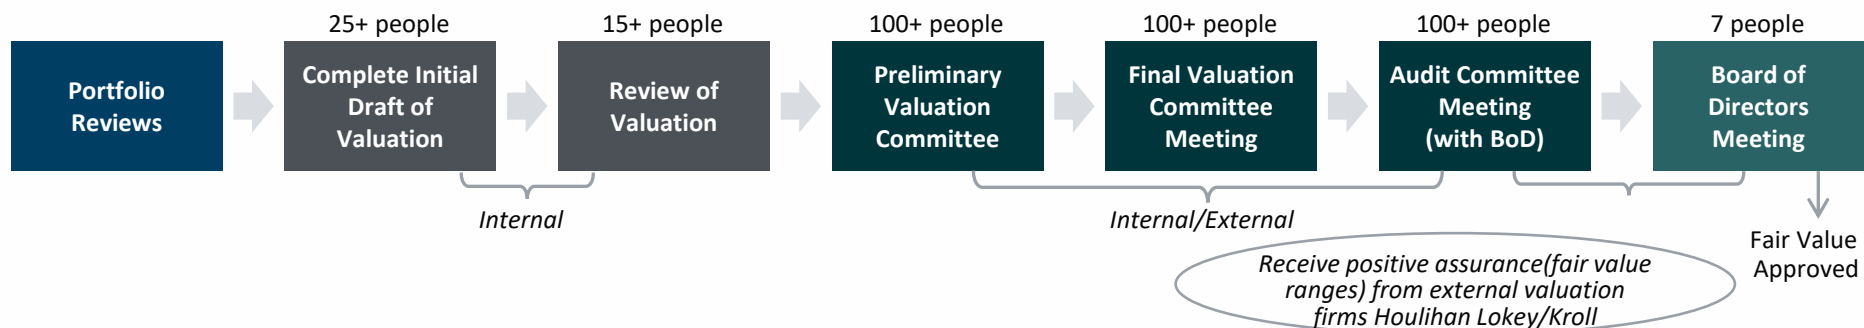 25+ people
15+ people
100+ people
100+ people
100+ people
7 people
Portfolio
Reviews
Complete Initial
Draft of
Valuation
Review of
Valuation
Preliminary
Valuation
Committee
Final Valuation
Committee
Meeting
Audit Committee
Meeting
(with BoD)
Board of
Directors
Meeting
Internal
Internal/External
Fair Value
Approved
Receive positive assurance(fair value
ranges) from external valuation
firms Houlihan Lokey/Kroll